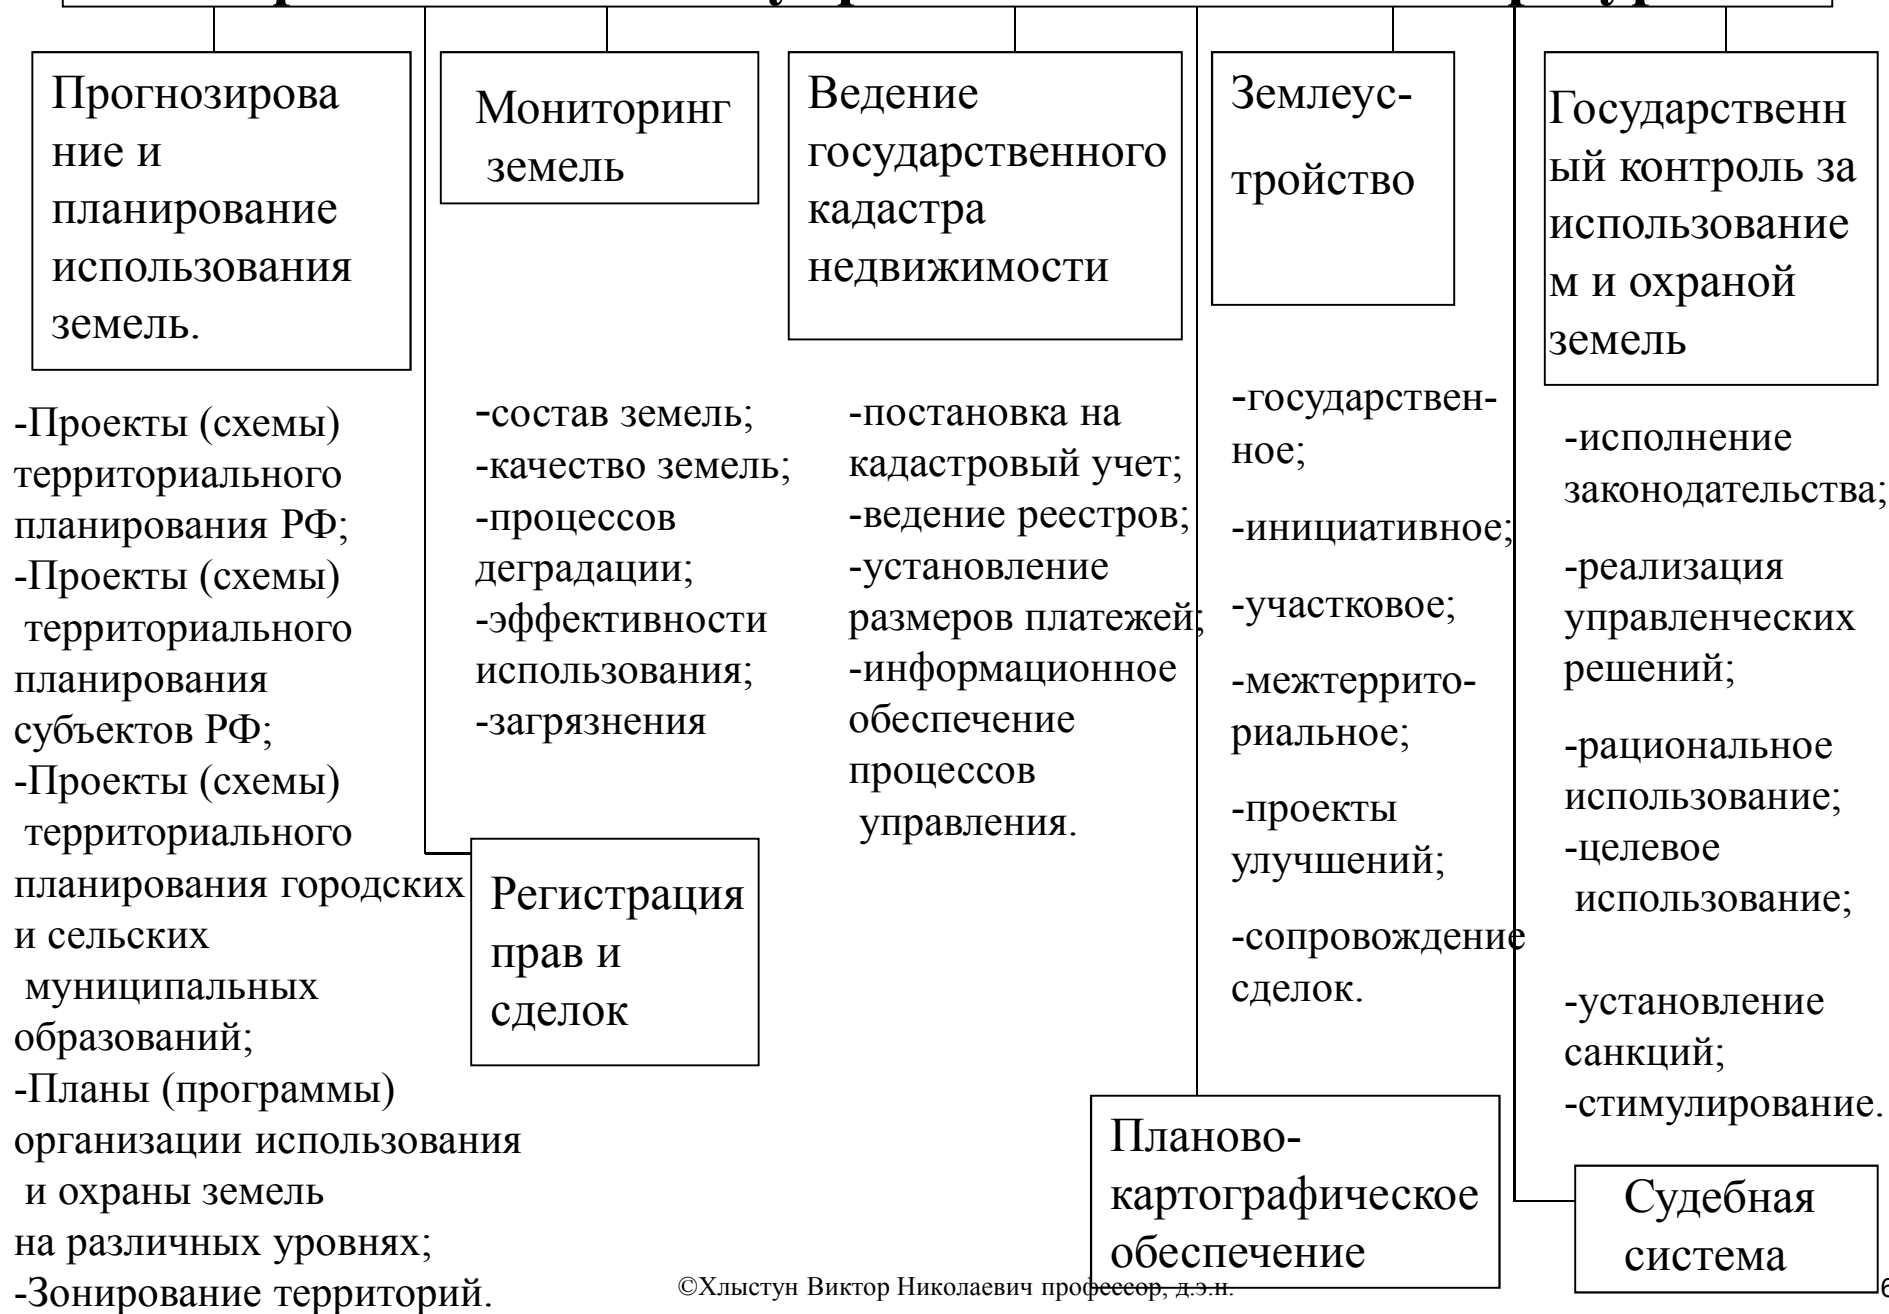 Прогнозирова
ние и
планирование
использования
земель.
-Проекты (схемы)
территориального
планирования РФ;
-Проекты (схемы)
территориального
планирования
субъектов РФ;
-Проекты (схемы)
территориального
планирования городских
и сельских
муниципальных
образований;
-Планы (программы)
организации использования
и охраны земель
на различных уровнях;
-Зонирование территорий.
Мониторинг
земель
-состав земель;
-качество земель;
-процессов
деградации;
-эффективности
использования;
-загрязнения
Регистрация
прав и
сделок
Ведение
государственного
кадастра
недвижимости
-постановка на
кадастровый учет;
-ведение реестров;
-установление
размеров платежей;
-информационное
обеспечение
процессов
управления.
Землеус-
тройство
-государствен-
ное;
-инициативное;
-участковое;
-межтеррито-
риальное;
-проекты
улучшений;
-сопровождение
сделок.
Планово-
картографическое
обеспечение
Государственн
ый контроль за
использование
м и охраной
земель
-исполнение
законодательства;
-реализация
управленческих
решений;
-рациональное
использование;
-целевое
использование;
-установление
санкций;
-стимулирование.
Судебная
система
©Хлыстун Виктор Николаевич профессор, д.э.н.